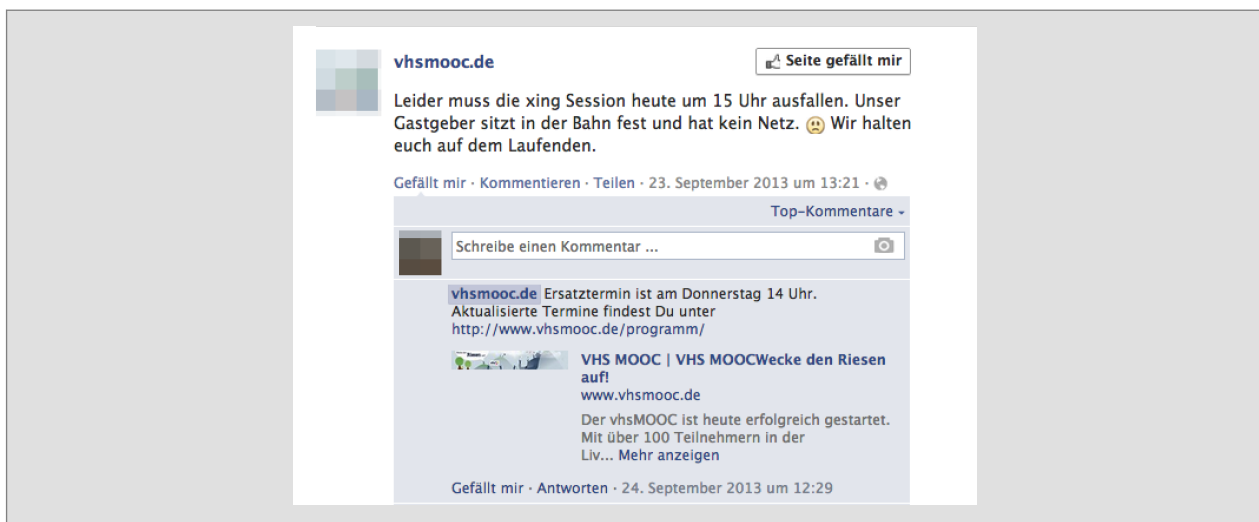 vhsmooc.de
Seite gefällt mir
Leider muss die xing Session heute um 15 Uhr ausfallen. Unser
Gastgeber sitzt in der Bahn fest und hat kein Netz. Wir halten
euch auf dem Laufenden.
Gefällt mir · Kommentieren · Teilen · 23. September 2013 um 13:21 ·
Top-Kommentare
Schreibe einen Kommentar ...
vhsmooc.de Ersatztermin ist am Donnerstag 14 Uhr.
Aktualisierte Termine findest Du unter
http://www.vhsmooc.de/programm/
VHS MOOC | VHS MOOCWecke den Riesen
auf!
www.vhsmooc.de
Der vhsMOOC ist heute erfolgreich gestartet.
Mit über 100 Teilnehmern in der
Liv... Mehr anzeigen
Gefällt mir · Antworten · 24. September 2013 um 12:29